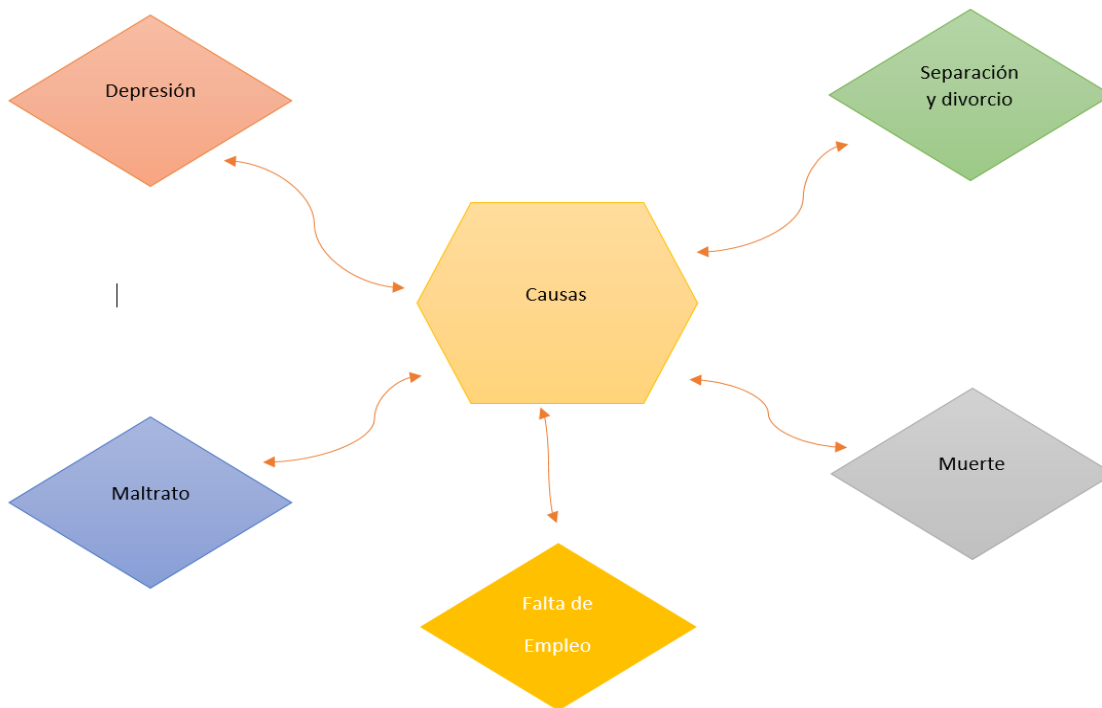 Depresión
Separación
y divorcio
Causas
Maltrato
Muerte
Falta de
Empleo